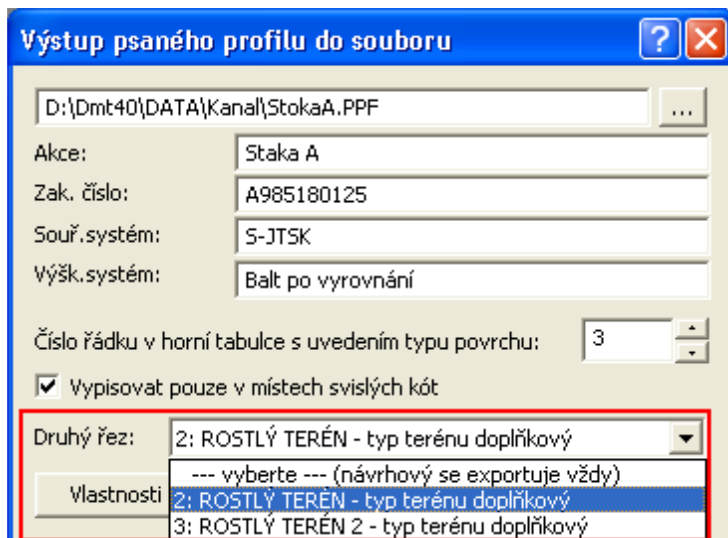 Výstup psaného profilu do souboru
D:\Dmt40\DATA\Kanal\StokaA.PPF ...
Akce: Staka A
Zak. číslo: A985180125
Souř.systém: S-JTSK
Výšk.systém: Balt po vyrovnání
Číslo řádku v horní tabulce s uvedením typu povrchu: 3
Vypisovat pouze v místech svislých kót
Druhý řez: 2: ROSTLÝ TERÉN - typ terénu doplňkový
--- vyberte --- (návrhový se exportuje vždy)
Vlastnosti 2: ROSTLÝ TERÉN - typ terénu doplňkový
3: ROSTLÝ TERÉN 2 - typ terénu doplňkový